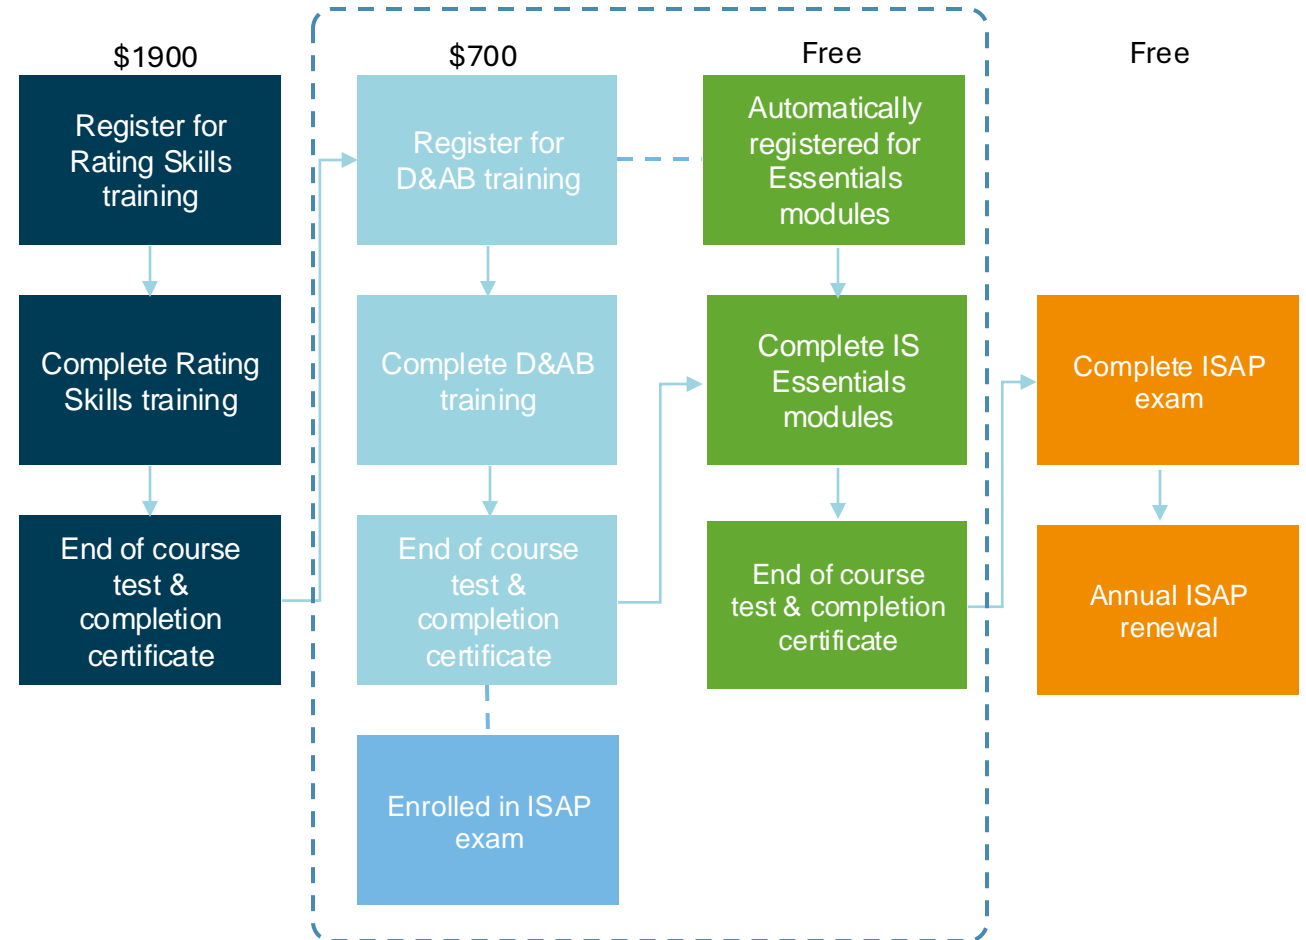 $1900
Register for
Rating Skills
training
Complete Rating
Skills training
End of course
test &
completion
certificate
$700
Register for
D&AB training
Complete D&AB
training
End of course
test &
completion
certificate
Enrolled in ISAP
exam
Free
Automatically
registered for
Essentials
modules
Complete IS
Essentials
modules
End of course
test & completion
certificate
Free
Complete ISAP
exam
Annual ISAP
renewal